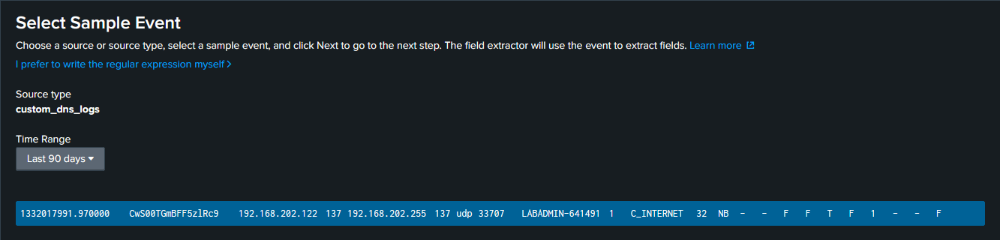 Select Sample Event
Choose a source or source type, select a sample event, and click Next to go to the next step. The field extractor will use the event to extract fields. Learn more
I prefer to write the regular expression myself >
Source type
custom_dns_logs
Time Range
Last 90 days
1332017991.970000 CwS00TGmBFF5zlRc9 192.168.202.122 137 192.168.202.255 137 udp 33707 LABADMIN-641491 1 C_INTERNET 32 NB - - F F T F 1 - - F